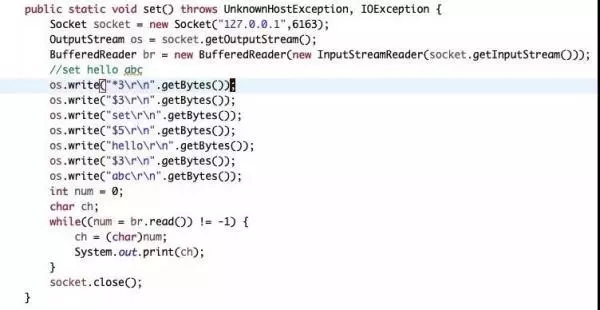 public static void set() throws UnknownHostException, IOException {
    Socket socket = new Socket("127.0.0.1",6163);
    OutputStream os = socket.getOutputStream();
    BufferedReader br = new BufferedReader(new InputStreamReader(socket.getInputStream()));
    //set hello abc
    os.write("*3\r\n".getBytes());
    os.write("$3\r\n".getBytes());
    os.write("set\r\n".getBytes());
    os.write("$5\r\n".getBytes());
    os.write("hello\r\n".getBytes());
    os.write("$3\r\n".getBytes());
    os.write("abc\r\n".getBytes());
    int num = 0;
    char ch;
    while((num = br.read()) != -1) {
        ch = (char)num;
        System.out.print(ch);
    }
    socket.close();
}